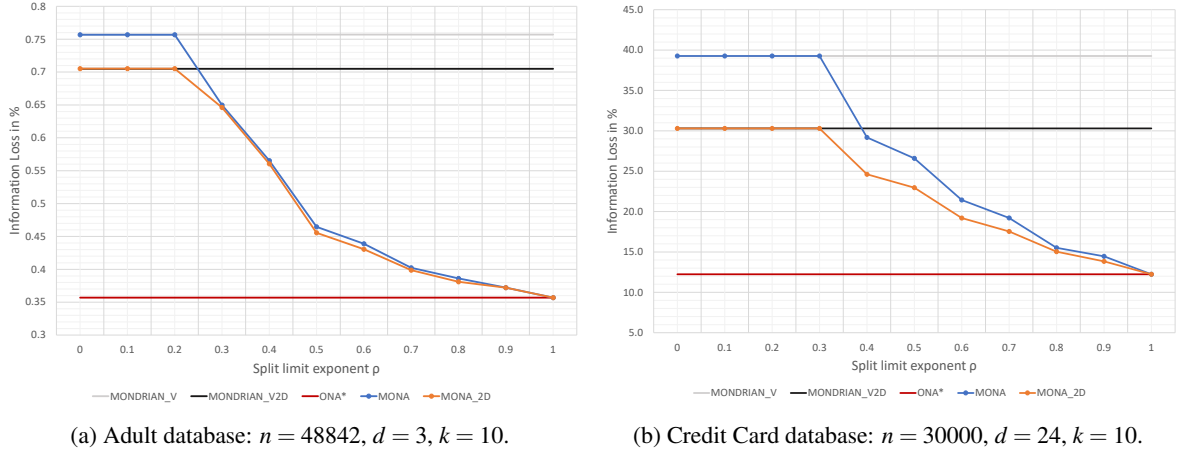 0.8
0.75
0.7
0.65
0.6
0.55
0.5
0.45
0.4
0.35
0.3
Information Loss in %
0 0.1 0.2 0.3 0.4 0.5 0.6 0.7 0.8 0.9 1
Split limit exponent ρ
MONDRIAN_V MONDRIAN_V2D ONA* MONA MONA_2D
(a) Adult database: n = 48842, d = 3, k = 10.
45.0
40.0
35.0
30.0
25.0
20.0
15.0
10.0
5.0
Information Loss in %
0 0.1 0.2 0.3 0.4 0.5 0.6 0.7 0.8 0.9 1
Split limit exponent ρ
MONDRIAN_V MONDRIAN_V2D ONA* MONA MONA_2D
(b) Credit Card database: n = 30000, d = 24, k = 10.